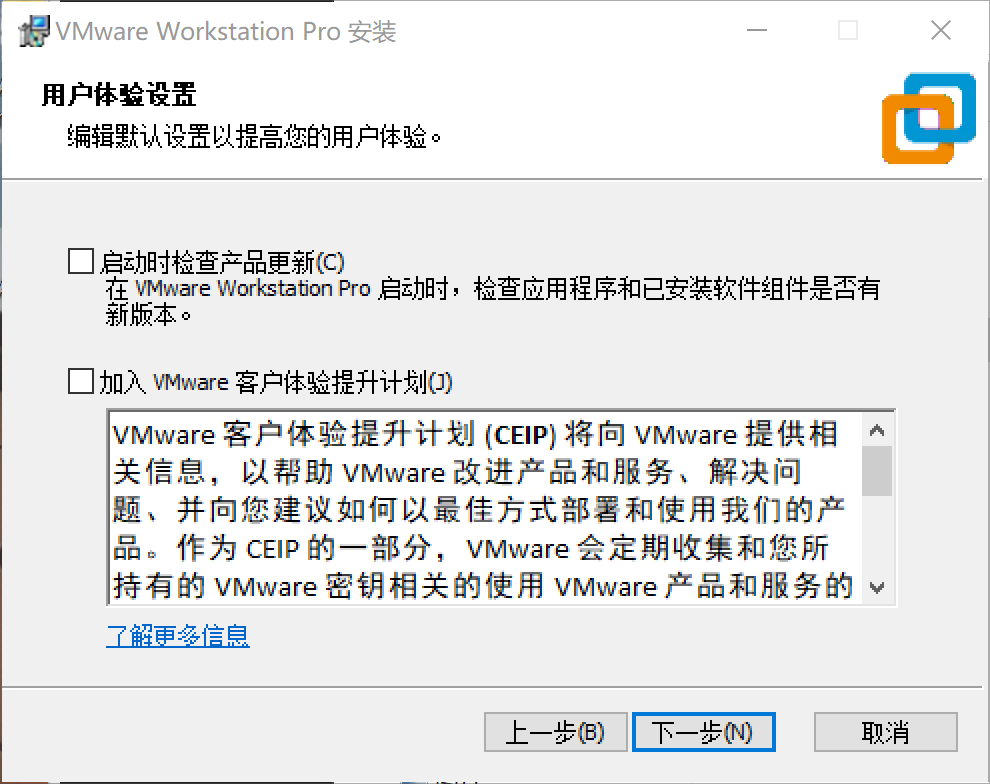 VMware Workstation Pro 安装
用户体验设置
编辑默认设置以提高您的用户体验。
启动时检查产品更新(C)
在 VMware Workstation Pro 启动时，检查应用程序和已安装软件组件是否有
新版本。
加入 VMware 客户体验提升计划(J)
VMware 客户体验提升计划 (CEIP) 将向 VMware 提供相
关信息，以帮助 VMware 改进产品和服务、解决问
题、并向您建议如何以最佳方式部署和使用我们的产
品。作为 CEIP 的一部分，VMware 会定期收集和您所
持有的 VMware 密钥相关的使用 VMware 产品和服务的
了解更多信息
上一步(B) 下一步(N) 取消